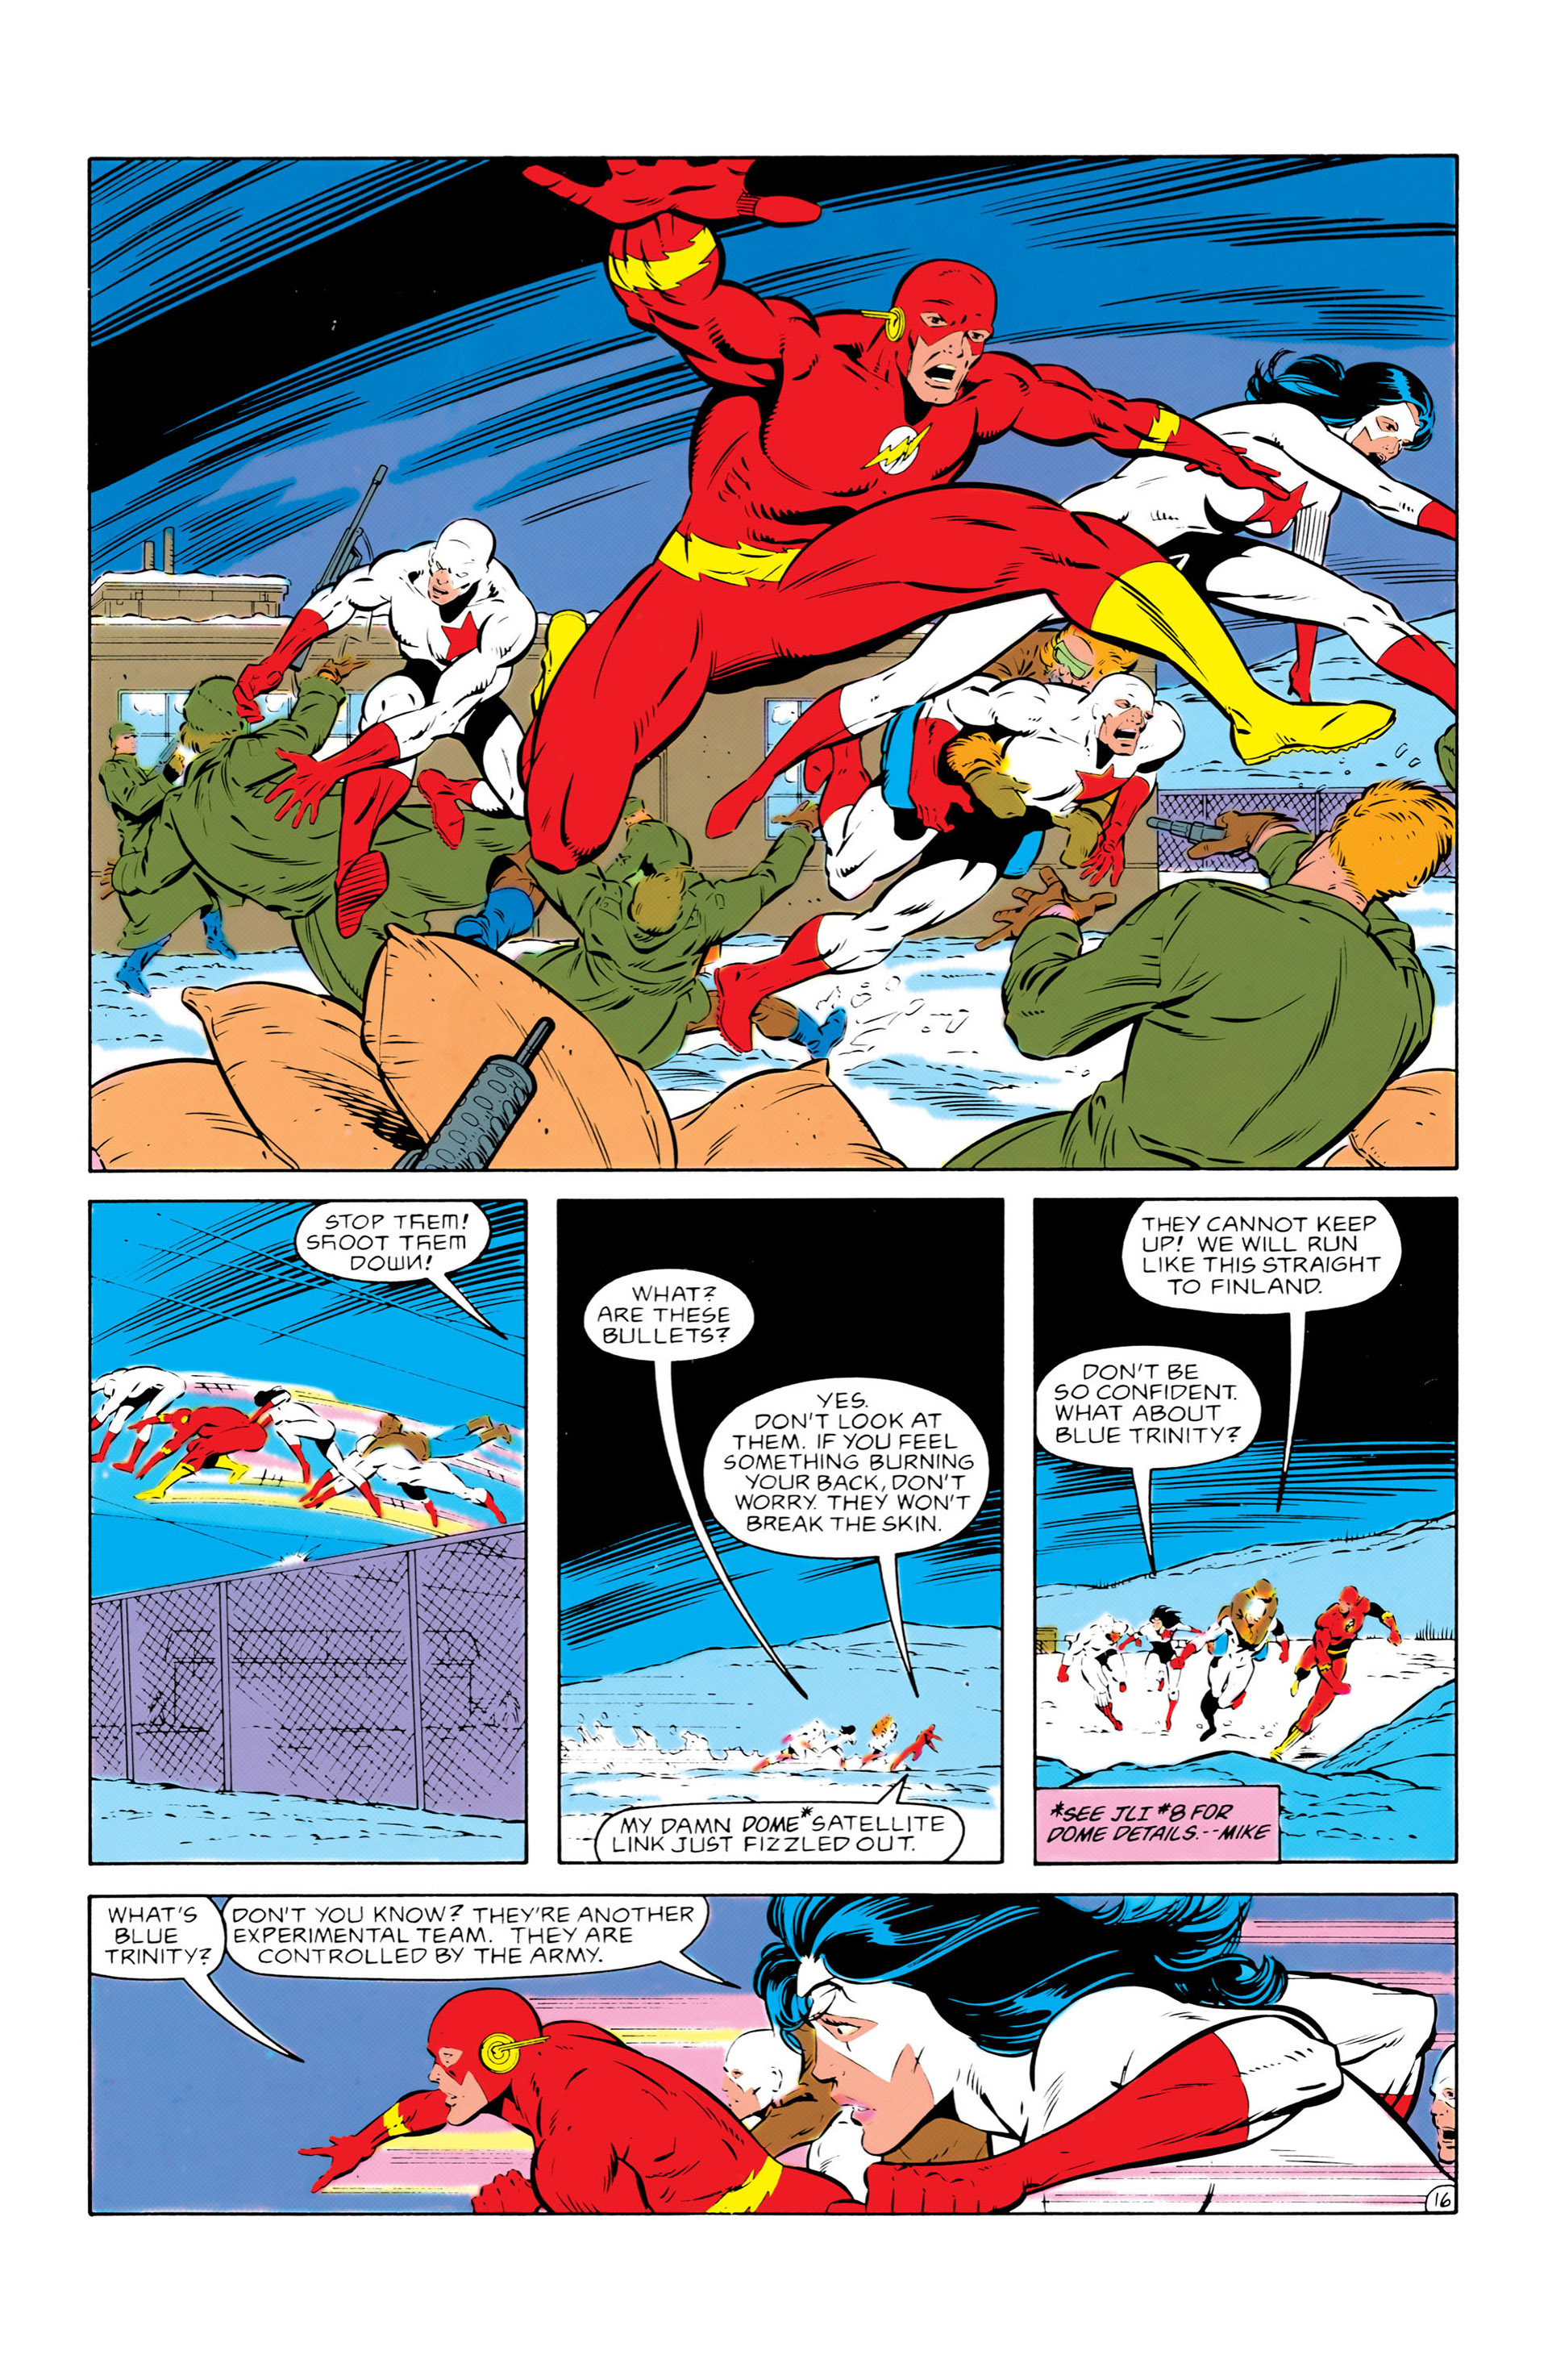 STOP THEM!
SHOOT THEM
DOWN!
WHAT?
ARE THESE
BULLETS?
YES.
DON'T LOOK AT
THEM. IF YOU FEEL
SOMETHING BURNING
YOUR BACK, DON'T
WORRY. THEY WON'T
BREAK THE SKIN.
MY DAMN DOME* SATELLITE
LINK JUST FIZZLED OUT.
THEY CANNOT KEEP
UP! WE WILL RUN
LIKE THIS STRAIGHT
TO FINLAND.
DON'T BE
SO CONFIDENT.
WHAT ABOUT
BLUE TRINITY?
*SEE JLI #8 FOR
DOME DETAILS.--MIKE
WHAT'S
BLUE
TRINITY?
DON'T YOU KNOW? THEY'RE ANOTHER
EXPERIMENTAL TEAM. THEY ARE
CONTROLLED BY THE ARMY.
16